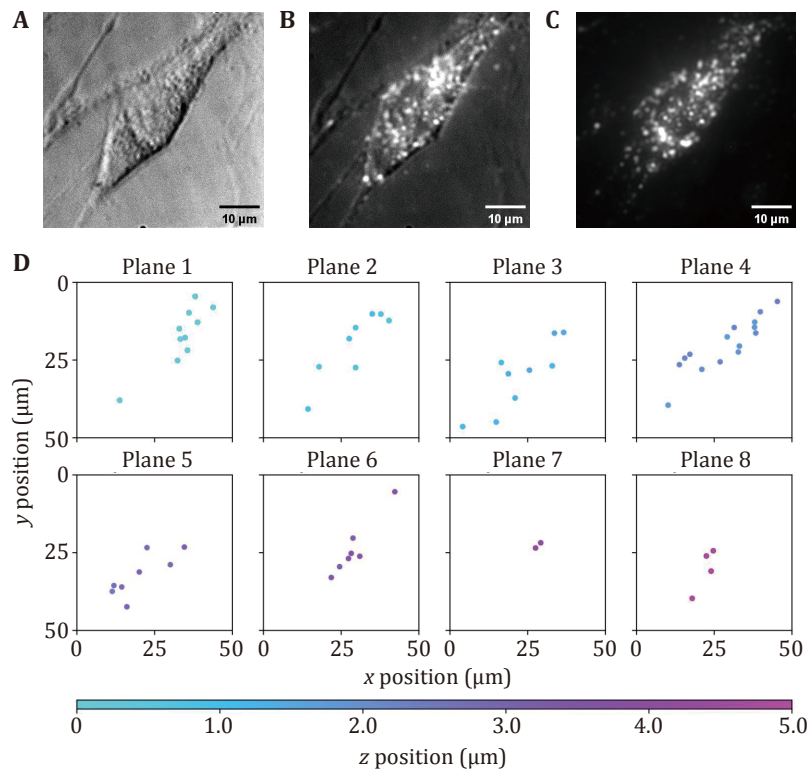 A
B
C
10 μm
10 μm
10 μm
D
Plane 1
Plane 2
Plane 3
Plane 4
0
25
50
Plane 5
Plane 6
Plane 7
Plane 8
0
25
50
y position (μm)
0
25
50
0
25
50
0
25
50
0
25
50
x position (μm)
0
1.0
2.0
3.0
4.0
5.0
z position (μm)